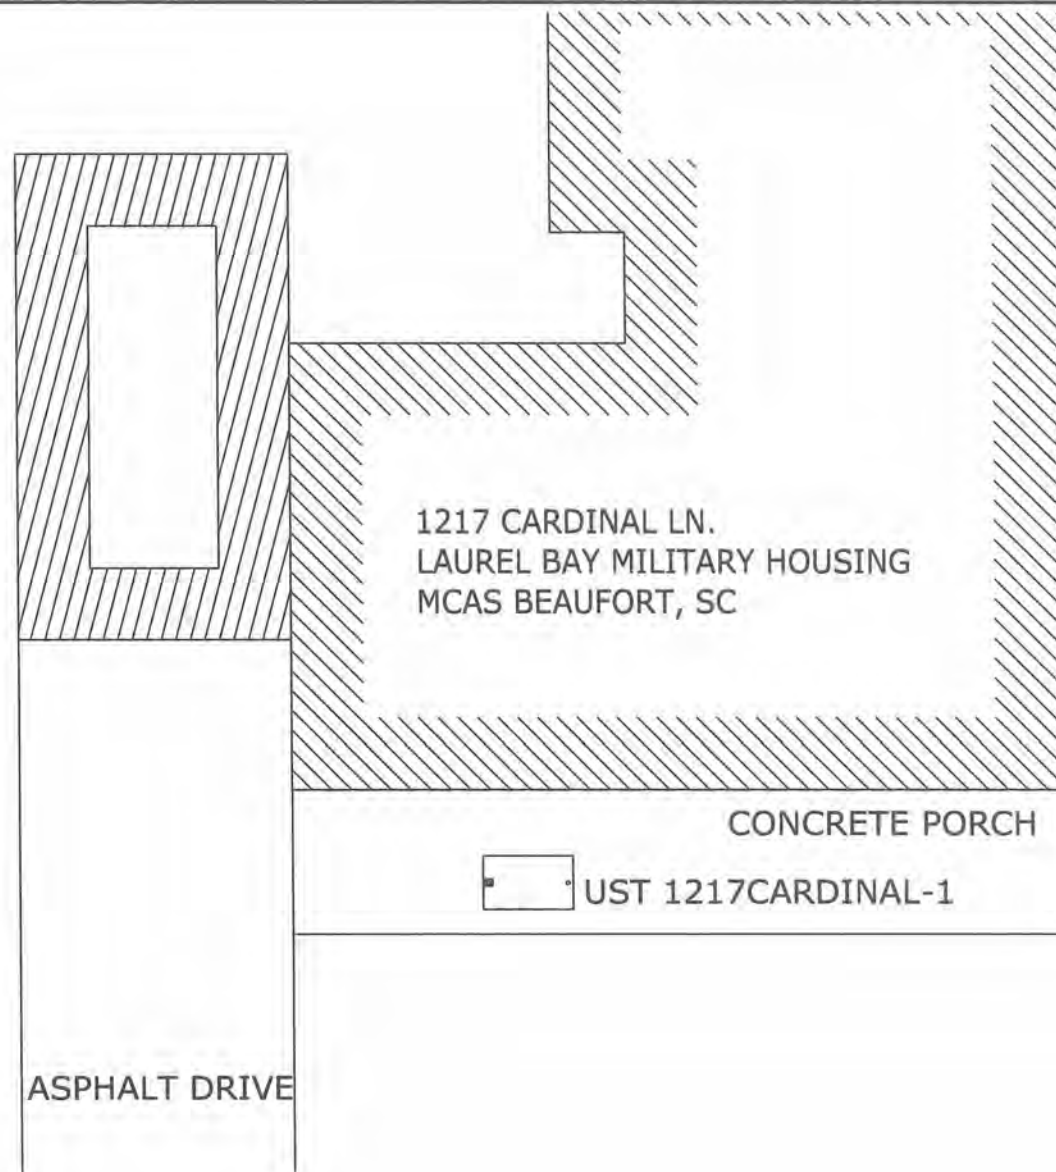 1217 CARDINAL LN.
LAUREL BAY MILITARY HOUSING
MCAS BEAUFORT, SC
CONCRETE PORCH
UST 1217CARDINAL-1
ASPHALT DRIVE